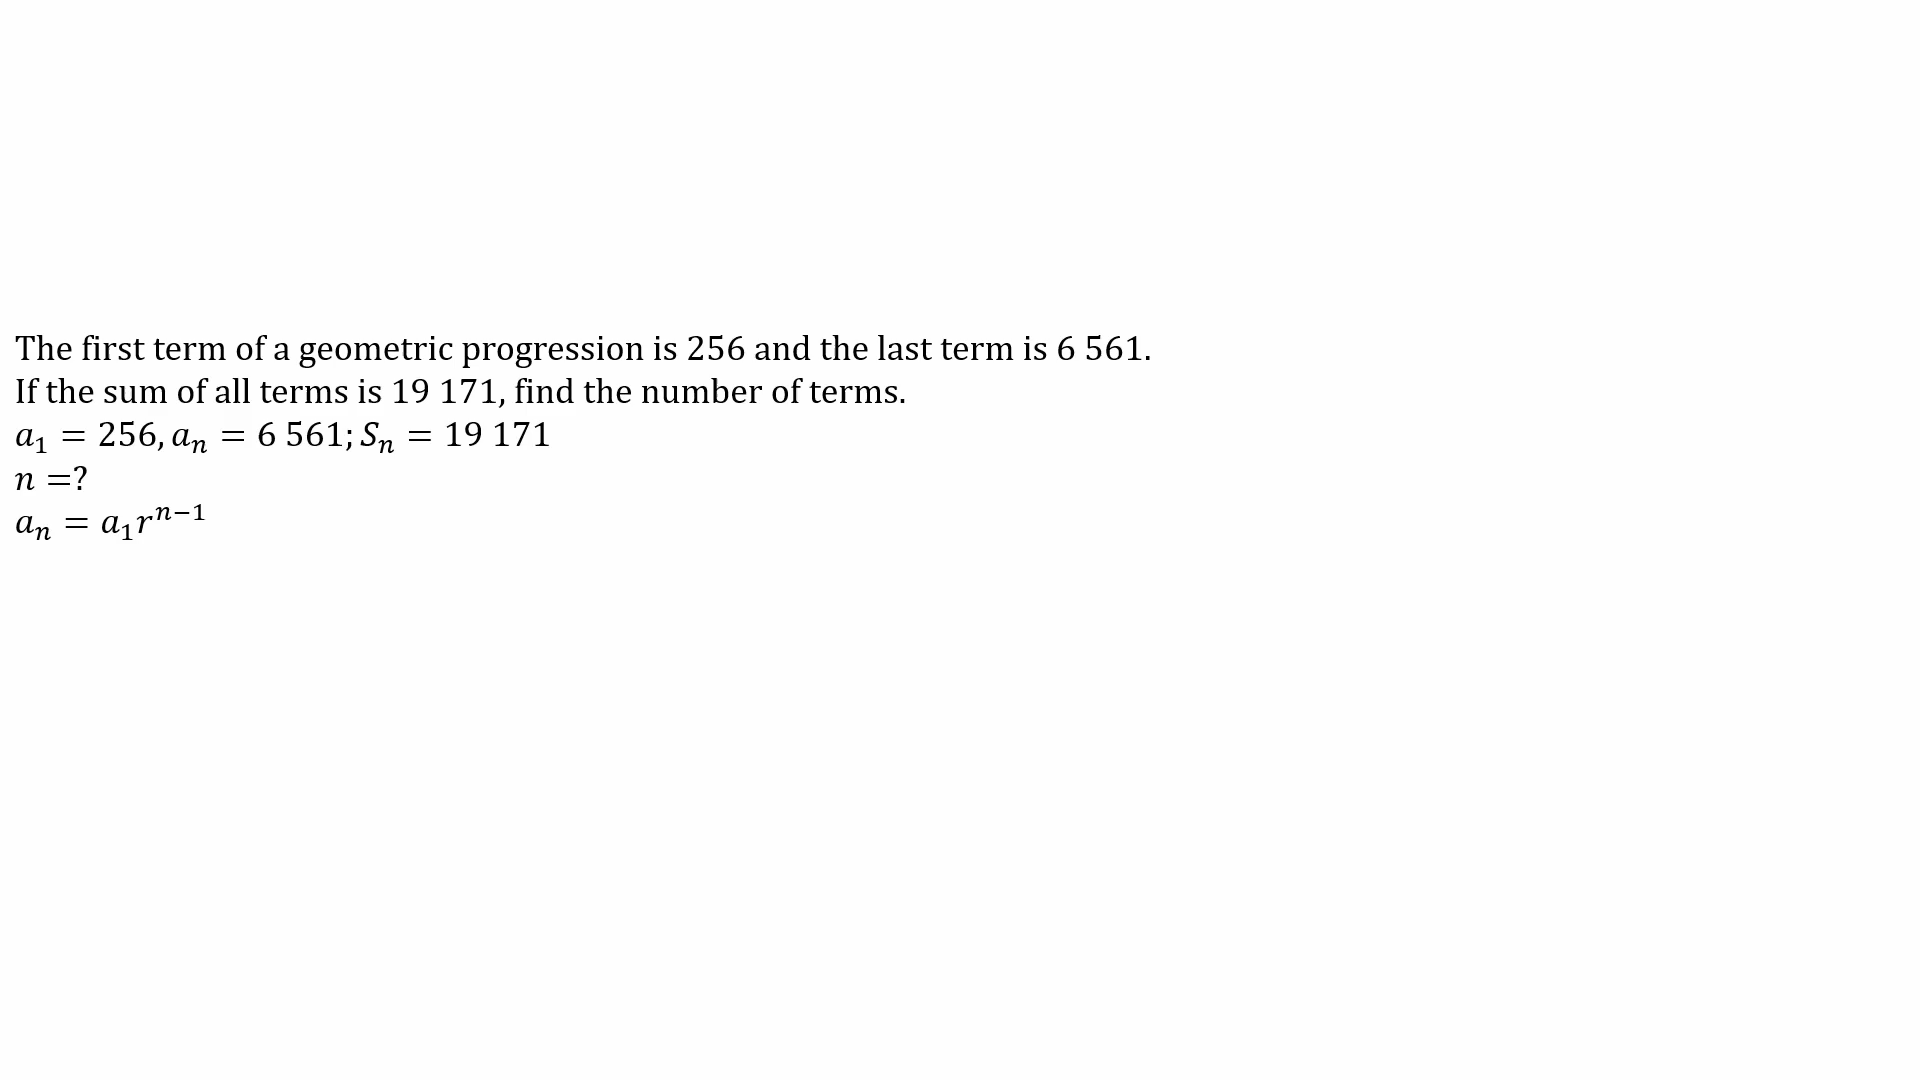 The first term of a geometric progression is 256 and the last term is 6 561.
If the sum of all terms is 19 171, find the number of terms.
a₁ = 256, aₙ = 6 561; Sₙ = 19 171
n =?
aₙ = a₁rⁿ⁻¹